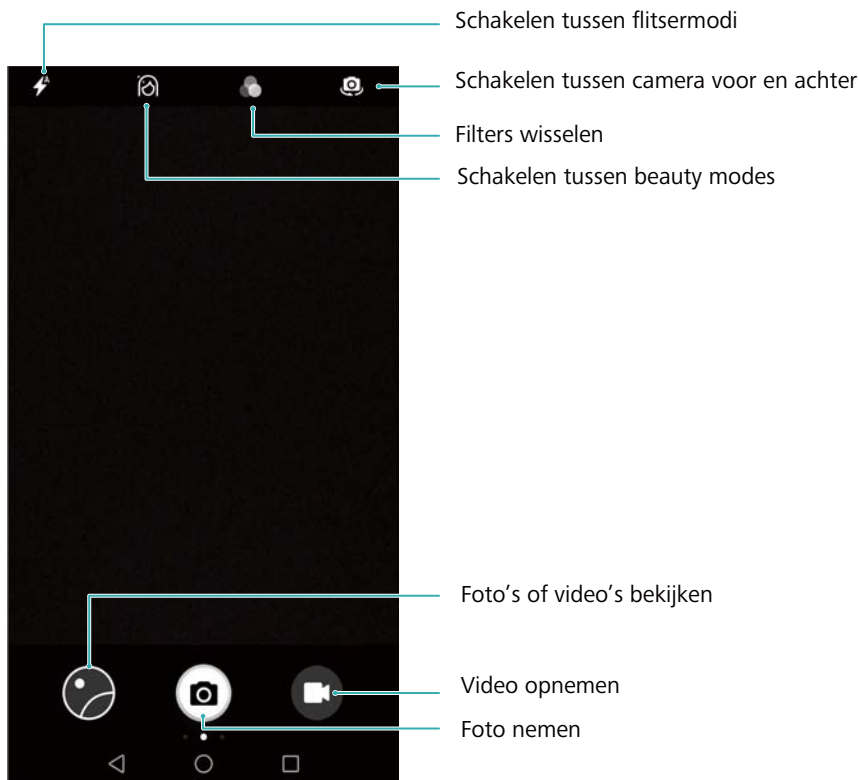 Schakelen tussen flitsermodi
Schakelen tussen camera voor en achter
Filters wisselen
Schakelen tussen beauty modes
Foto's of video's bekijken
Video opnemen
Foto nemen